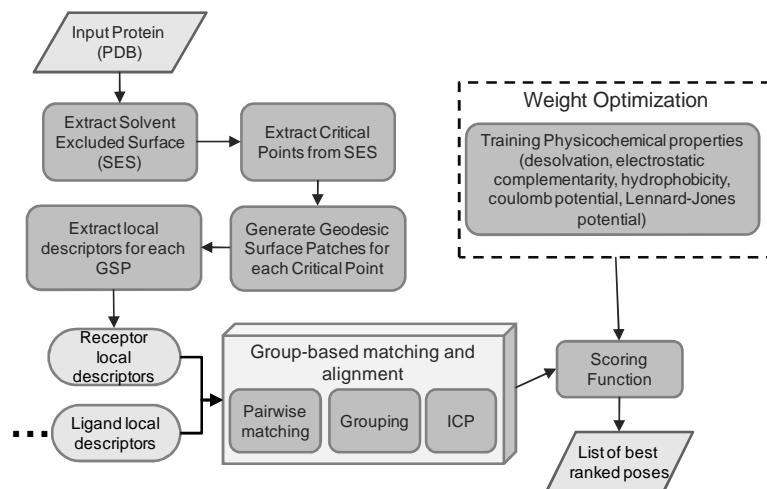 Input Protein
(PDB)
Extract Solvent
Excluded Surface
(SES)
Extract Critical
Points from SES
Weight Optimization
Training Physicochemical properties
(desolvation, electrostatic
complementarity, hydrophobicity,
coulomb potential, Lennard-Jones
potential)
Extract local
descriptors for each
GSP
Generate Geodesic
Surface Patches for
each Critical Point
Receptor
local
descriptors
Ligand local
descriptors
Group-based matching and
alignment
Pairwise
matching
Grouping
ICP
Scoring
Function
List of best
ranked poses